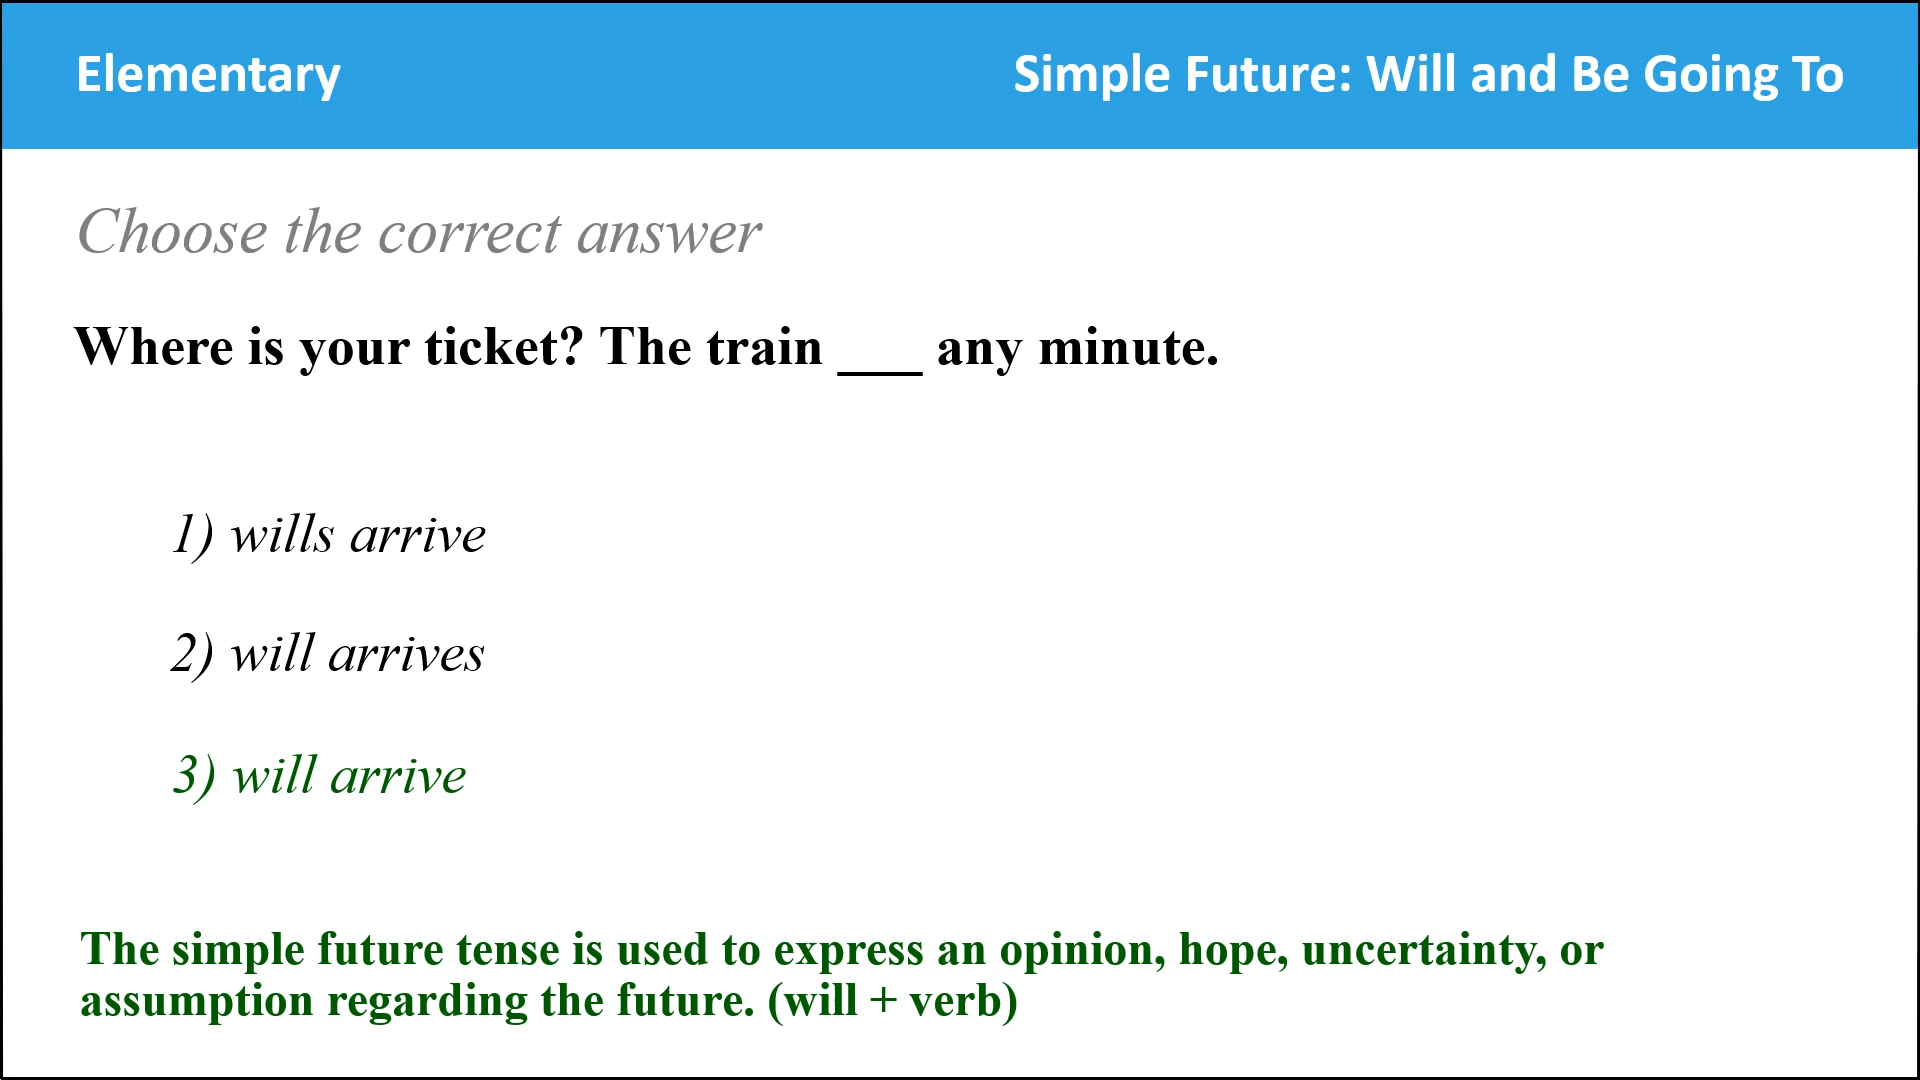 Elementary
Simple Future: Will and Be Going To
Choose the correct answer
Where is your ticket? The train ___ any minute.
1) wills arrive
2) will arrives
3) will arrive
The simple future tense is used to express an opinion, hope, uncertainty, or
assumption regarding the future. (will + verb)